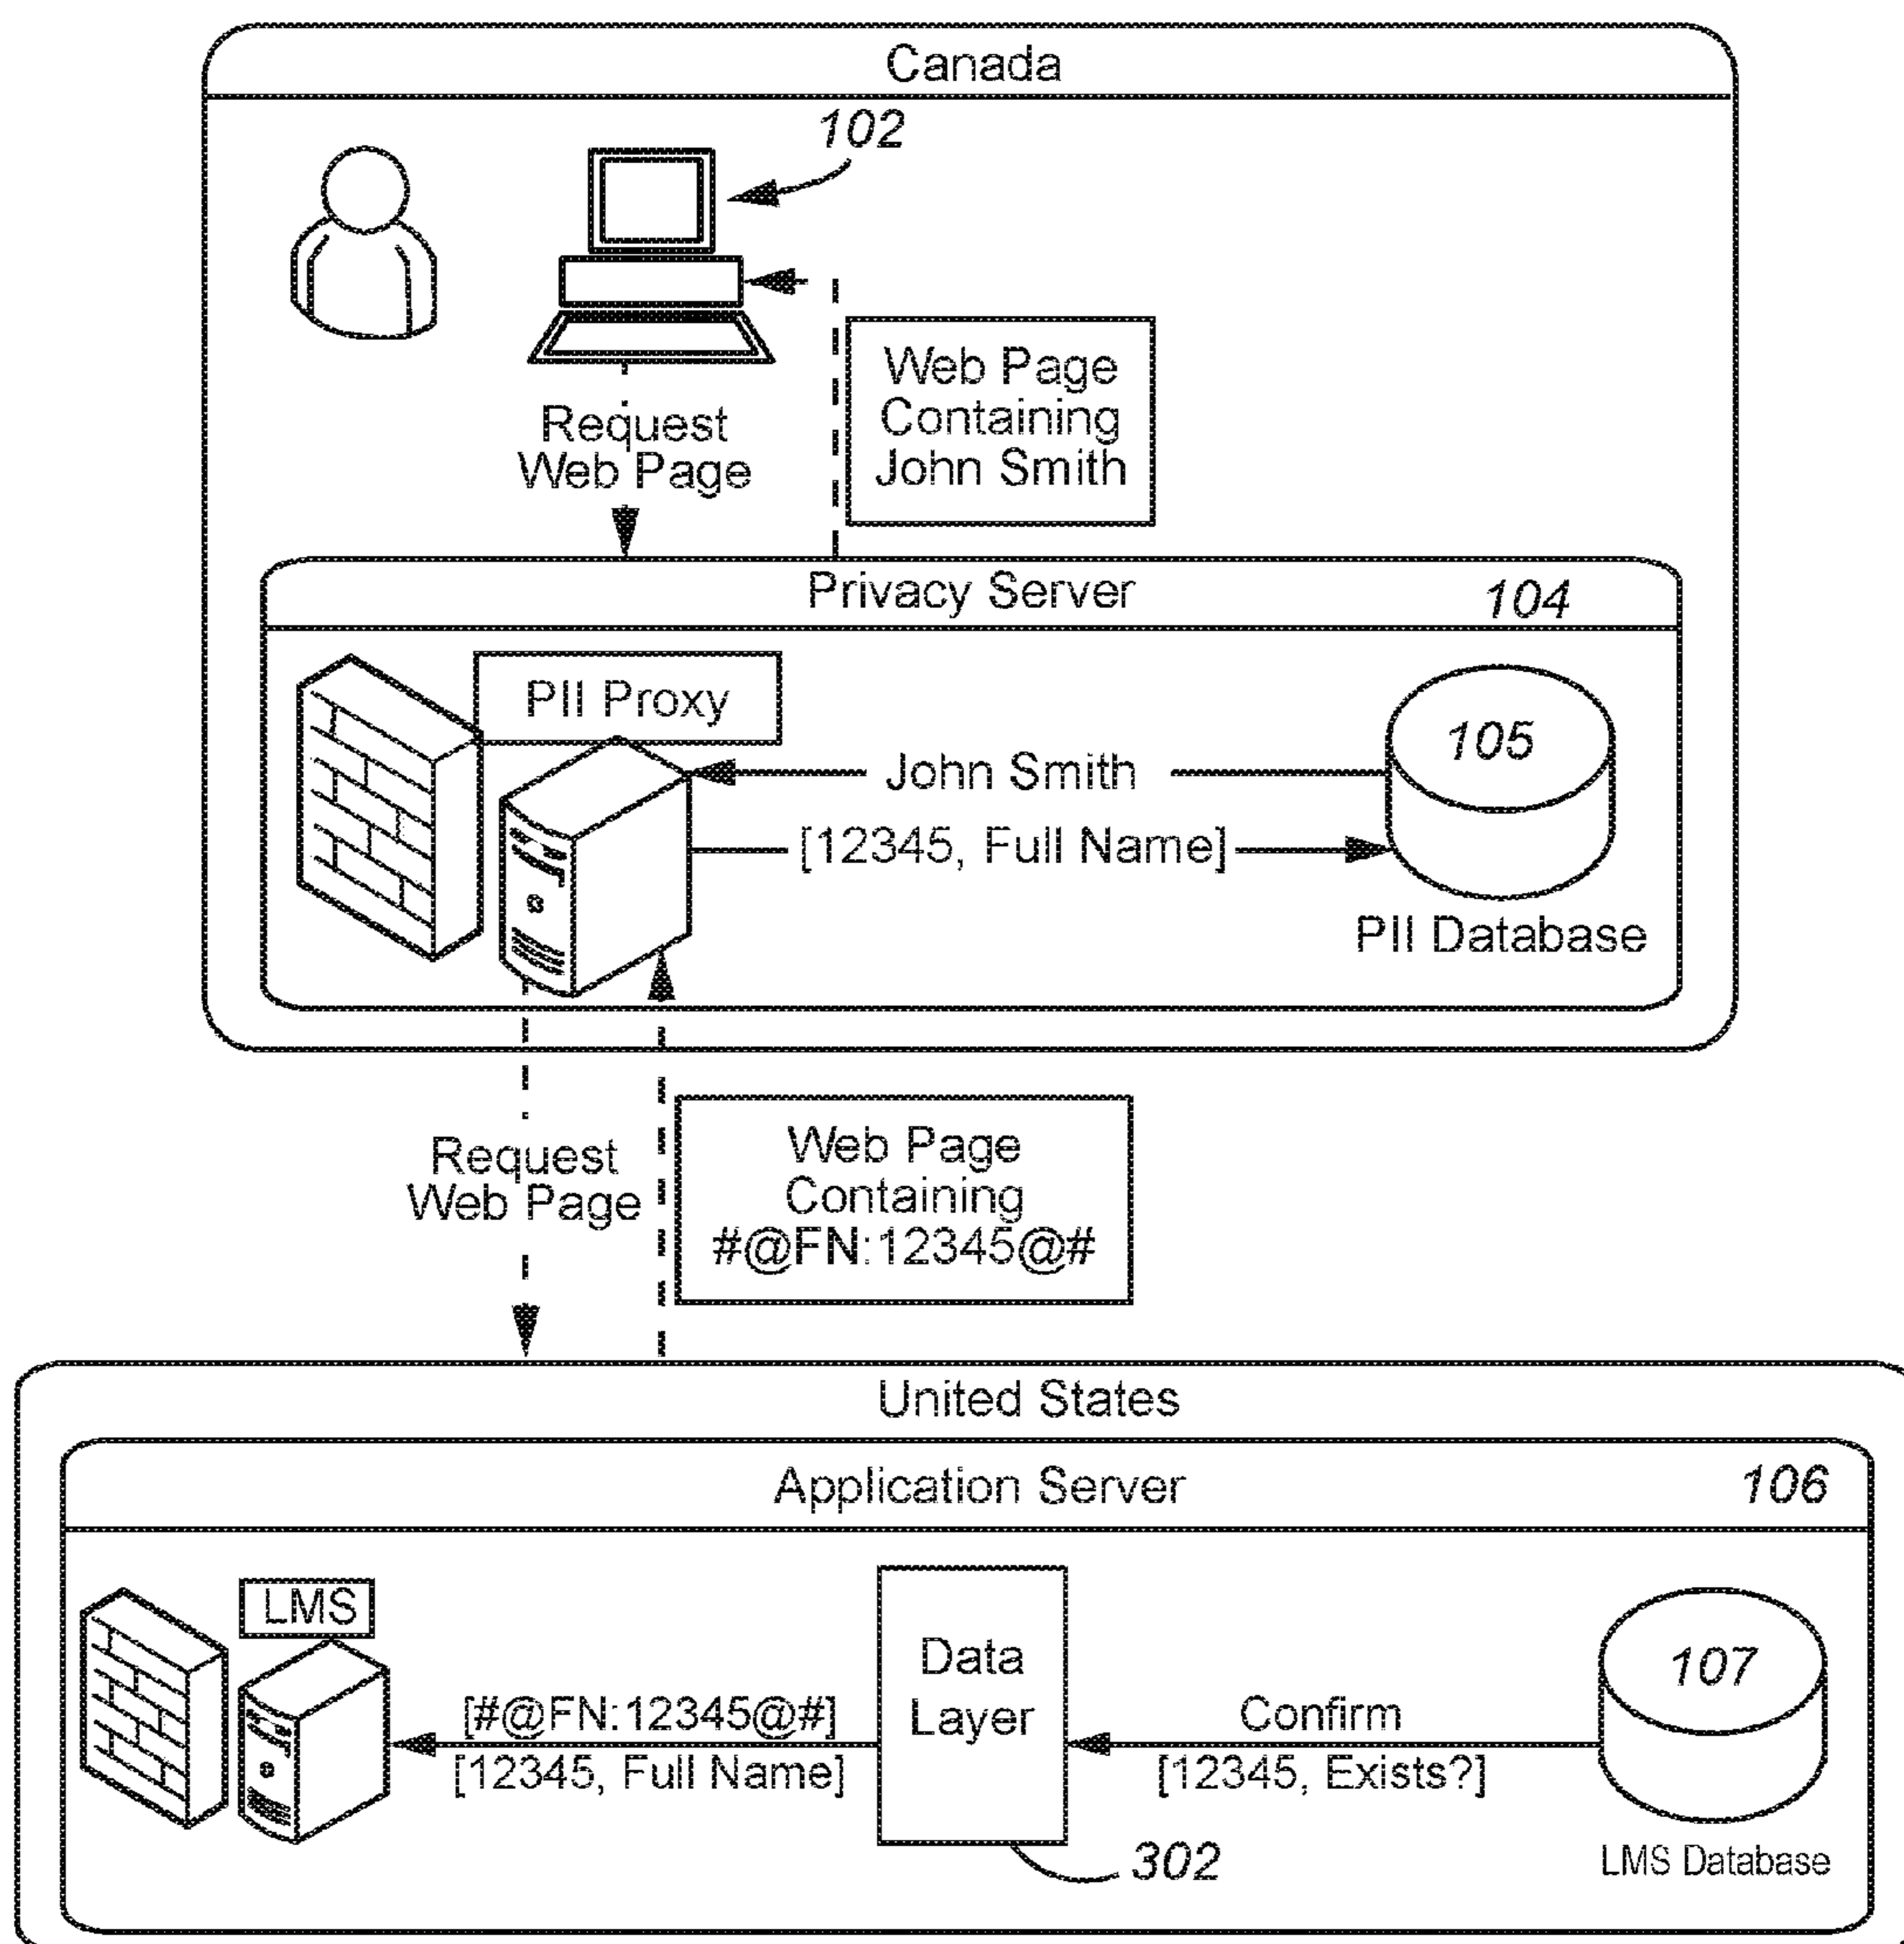 Canada
102
Request
Web Page
Web Page
Containing
John Smith
Privacy Server
104
PII Proxy
105
John Smith
[12345, Full Name]
PII Database
Request
Web Page
Web Page
Containing
#@FN:12345@#
United States
Application Server
106
LMS
Data
Layer
107
[#@FN:12345@#]
[12345, Full Name]
Confirm
[12345, Exists?]
302
LMS Database